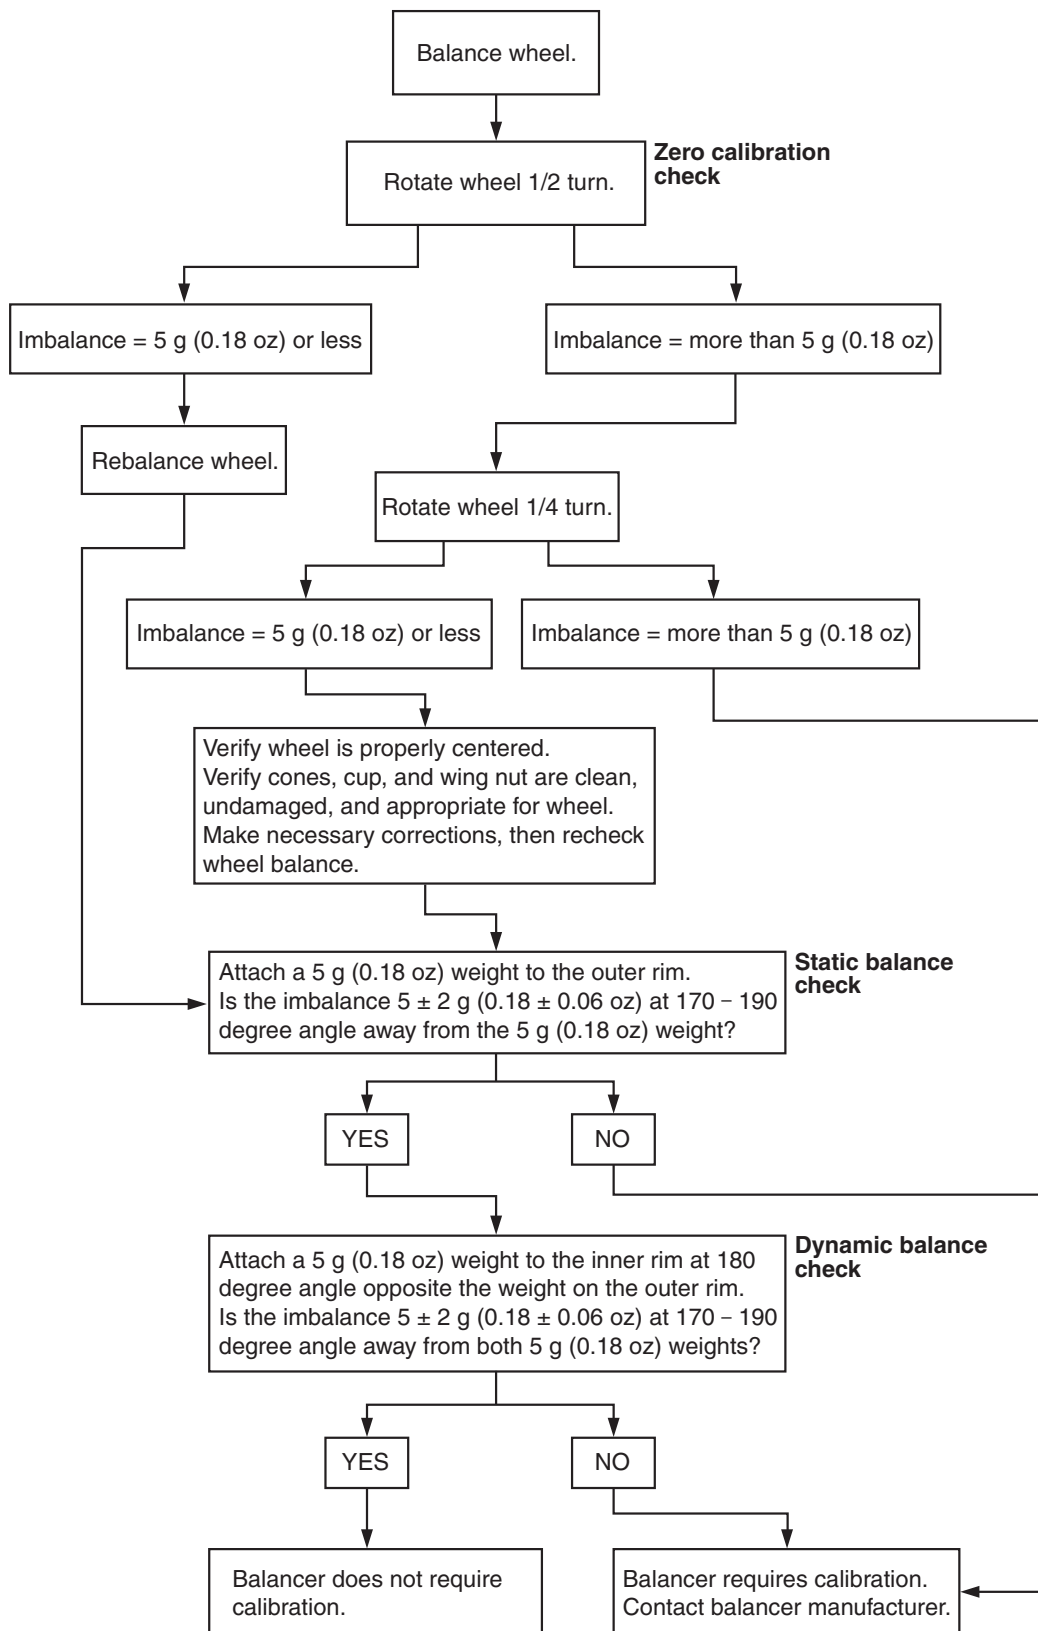 Balance wheel.
Zero calibration
check
Rotate wheel 1/2 turn.
Imbalance = 5 g (0.18 oz) or less
Imbalance = more than 5 g (0.18 oz)
Rebalance wheel.
Rotate wheel 1/4 turn.
Imbalance = 5 g (0.18 oz) or less
Imbalance = more than 5 g (0.18 oz)
Verify wheel is properly centered.
Verify cones, cup, and wing nut are clean,
undamaged, and appropriate for wheel.
Make necessary corrections, then recheck
wheel balance.
Static balance
check
Attach a 5 g (0.18 oz) weight to the outer rim.
Is the imbalance 5 ± 2 g (0.18 ± 0.06 oz) at 170 – 190
degree angle away from the 5 g (0.18 oz) weight?
YES
NO
Dynamic balance
check
Attach a 5 g (0.18 oz) weight to the inner rim at 180
degree angle opposite the weight on the outer rim.
Is the imbalance 5 ± 2 g (0.18 ± 0.06 oz) at 170 – 190
degree angle away from both 5 g (0.18 oz) weights?
YES
NO
Balancer does not require
calibration.
Balancer requires calibration.
Contact balancer manufacturer.